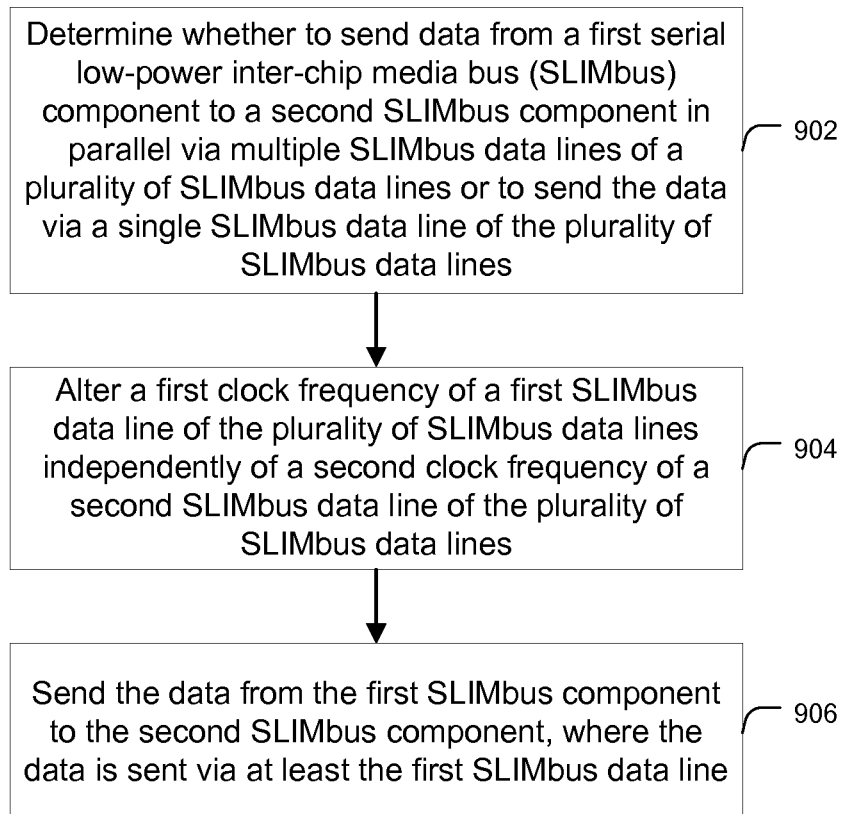 Determine whether to send data from a first serial
low-power inter-chip media bus (SLIMbus)
component to a second SLIMbus component in
parallel via multiple SLIMbus data lines of a
plurality of SLIMbus data lines or to send the data
via a single SLIMbus data line of the plurality of
SLIMbus data lines
902
Alter a first clock frequency of a first SLIMbus
data line of the plurality of SLIMbus data lines
independently of a second clock frequency of a
second SLIMbus data line of the plurality of
SLIMbus data lines
904
Send the data from the first SLIMbus component
to the second SLIMbus component, where the
data is sent via at least the first SLIMbus data line
906